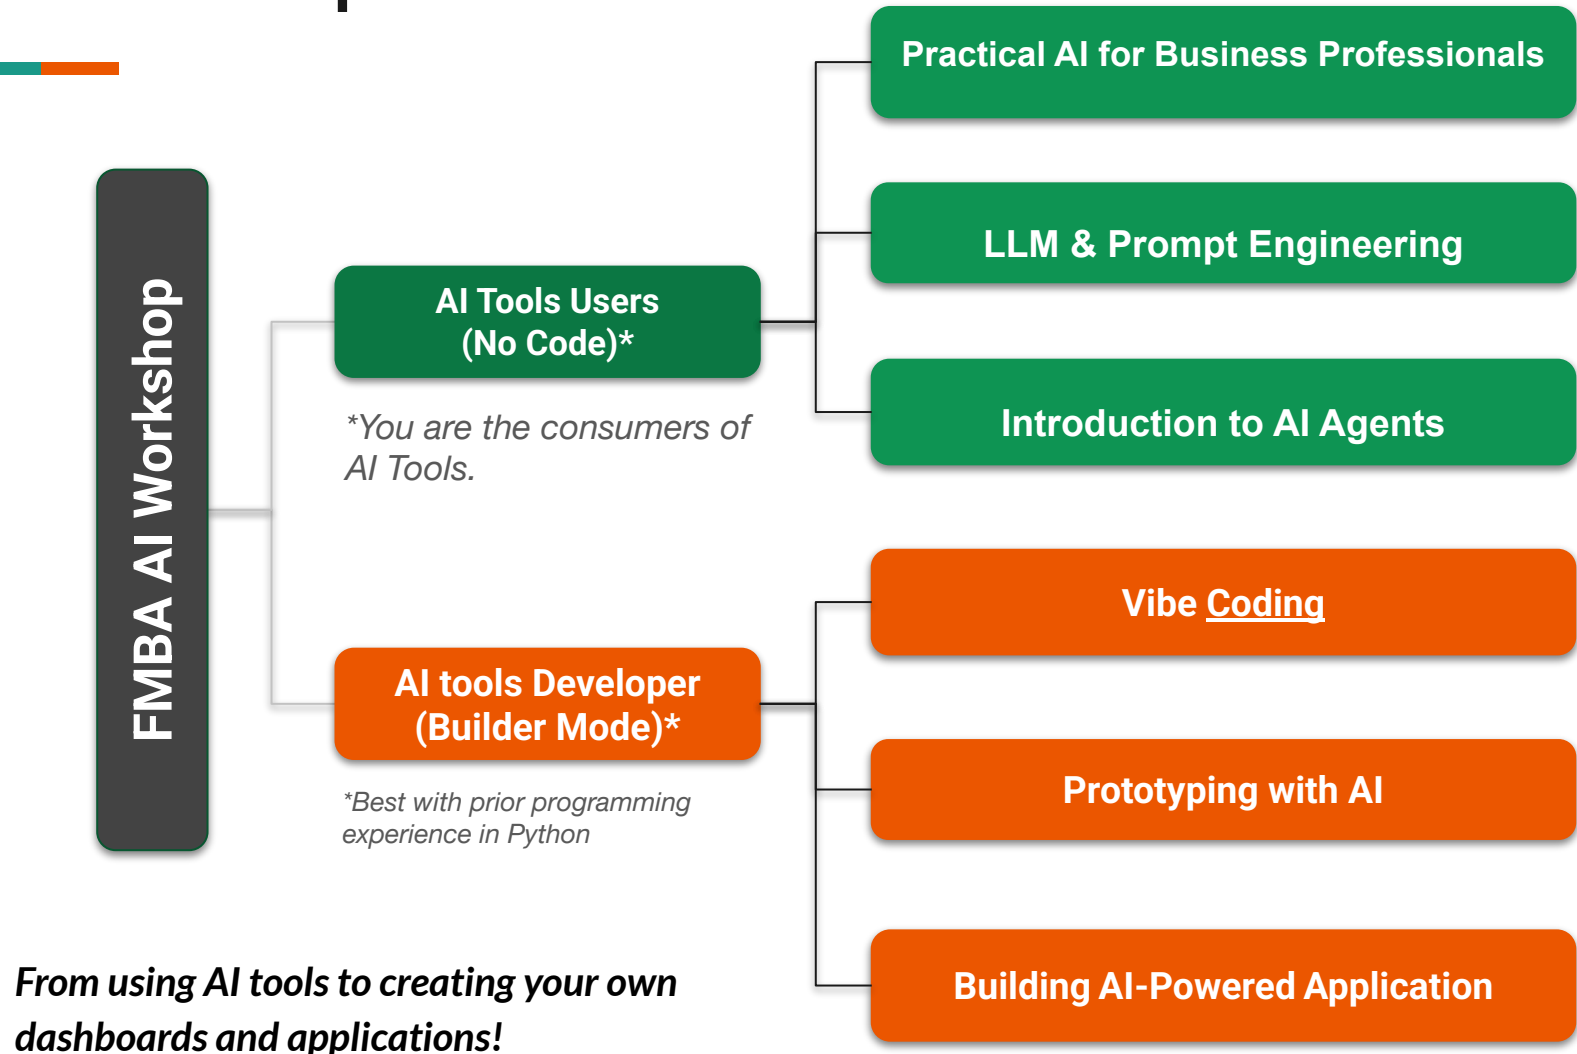 FMBA AI Workshop
AI Tools Users
(No Code)*
*You are the consumers of
AI Tools.
Practical AI for Business Professionals
LLM & Prompt Engineering
Introduction to AI Agents
AI tools Developer
(Builder Mode)*
*Best with prior programming
experience in Python
Vibe Coding
Prototyping with AI
Building AI-Powered Application
From using AI tools to creating your own
dashboards and applications!